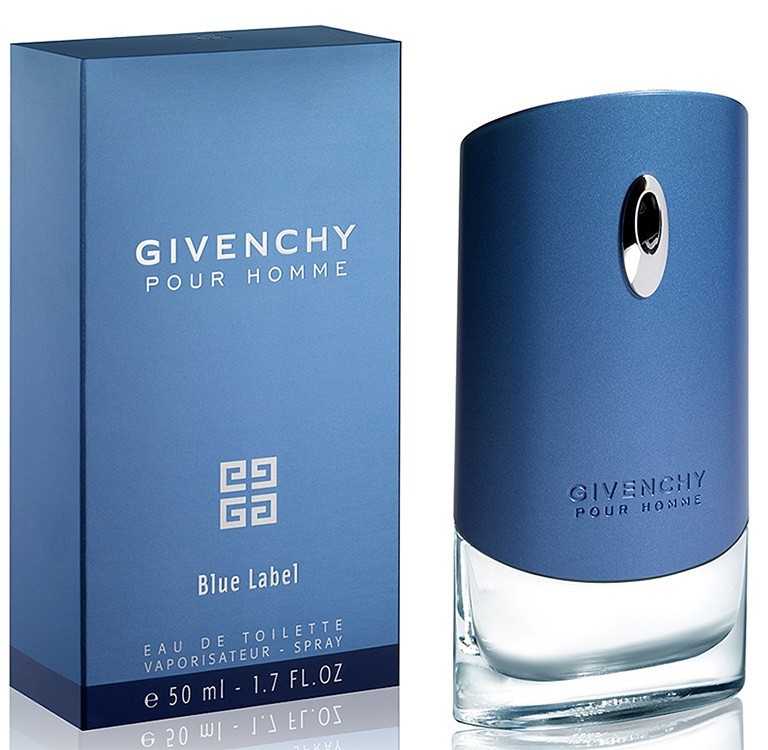 GIVENCHY
POUR HOMME
Blue Label
EAU DE TOILETTE
VAPORISATEUR - SPRAY
e 50 ml - 1.7 FL.OZ
GIVENCHY
POUR HOMME